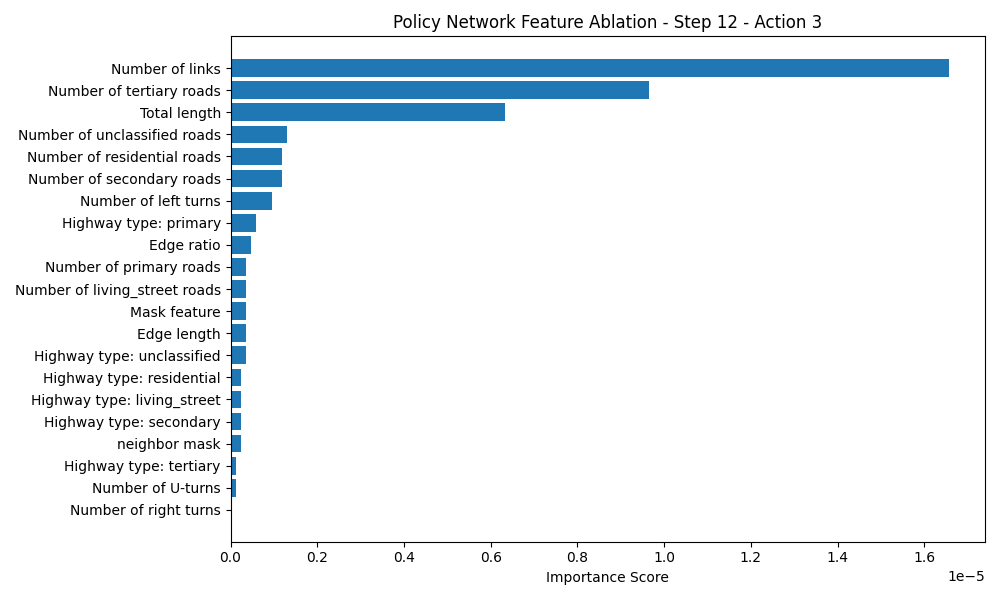 Policy Network Feature Ablation - Step 12 - Action 3
Number of links
Number of tertiary roads
Total length
Number of unclassified roads
Number of residential roads
Number of secondary roads
Number of left turns
Highway type: primary
Edge ratio
Number of primary roads
Number of living_street roads
Mask feature
Edge length
Highway type: unclassified
Highway type: residential
Highway type: living_street
Highway type: secondary
neighbor mask
Highway type: tertiary
Number of U-turns
Number of right turns
0.0 0.2 0.4 0.6 0.8 1.0 1.2 1.4 1.6
1e−5
Importance Score